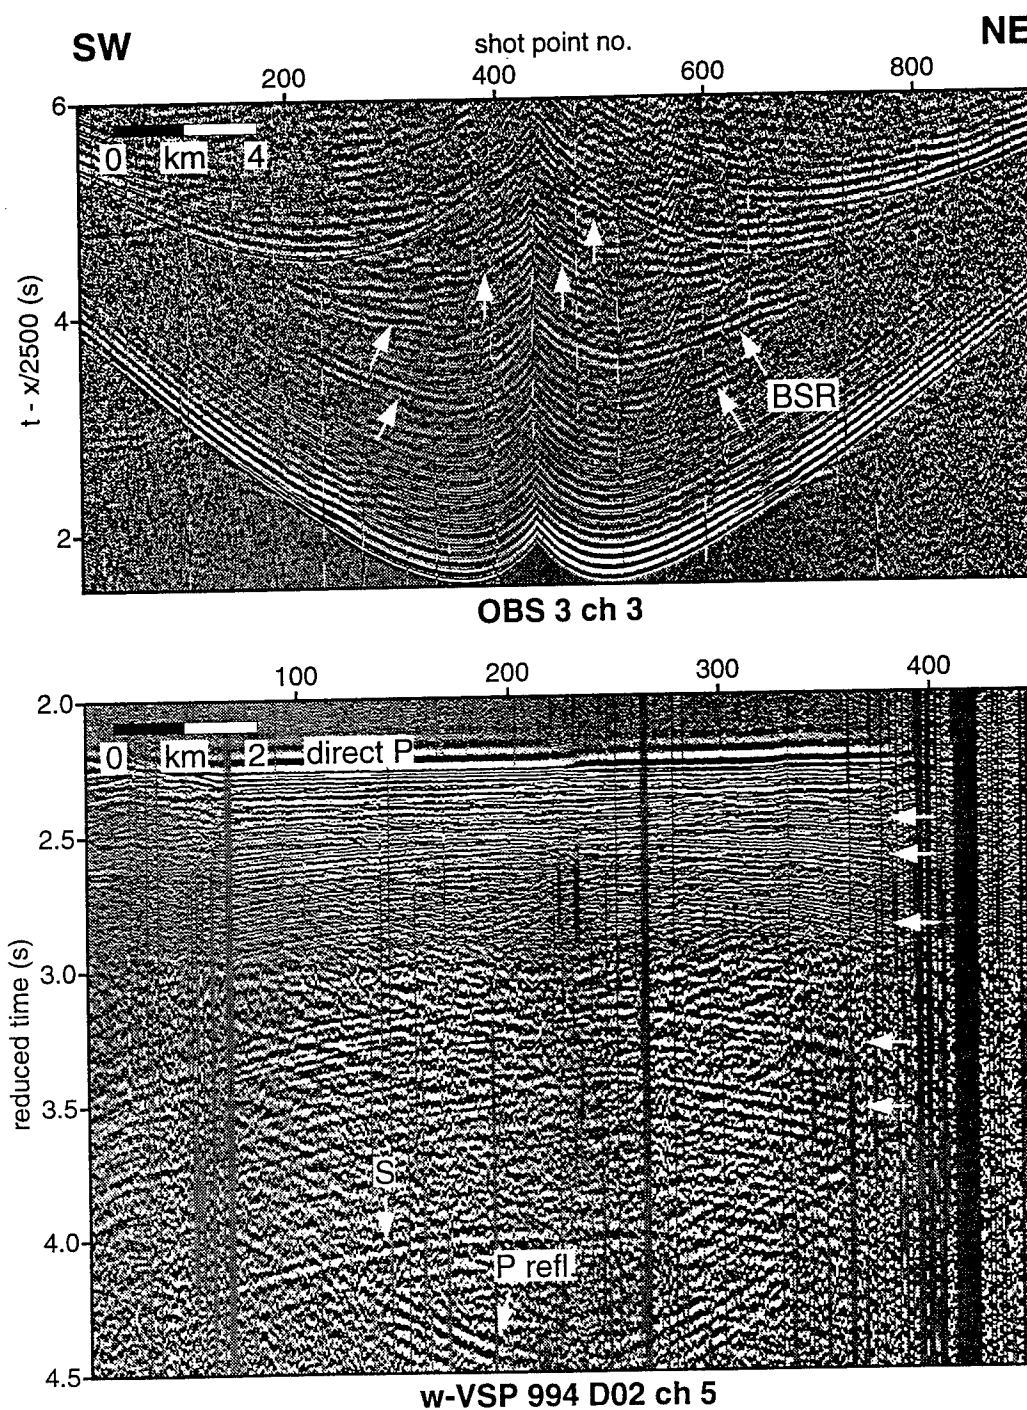 SW shot point no. NE
200 400 600 800
6
0 km 4
4
t - x/2500 (s)
BSR
2
OBS 3 ch 3
100 200 300 400
2.0
0 km 2 direct P
2.5
3.0
reduced time (s)
3.5
S
4.0
P refl.
4.5
w-VSP 994 D02 ch 5